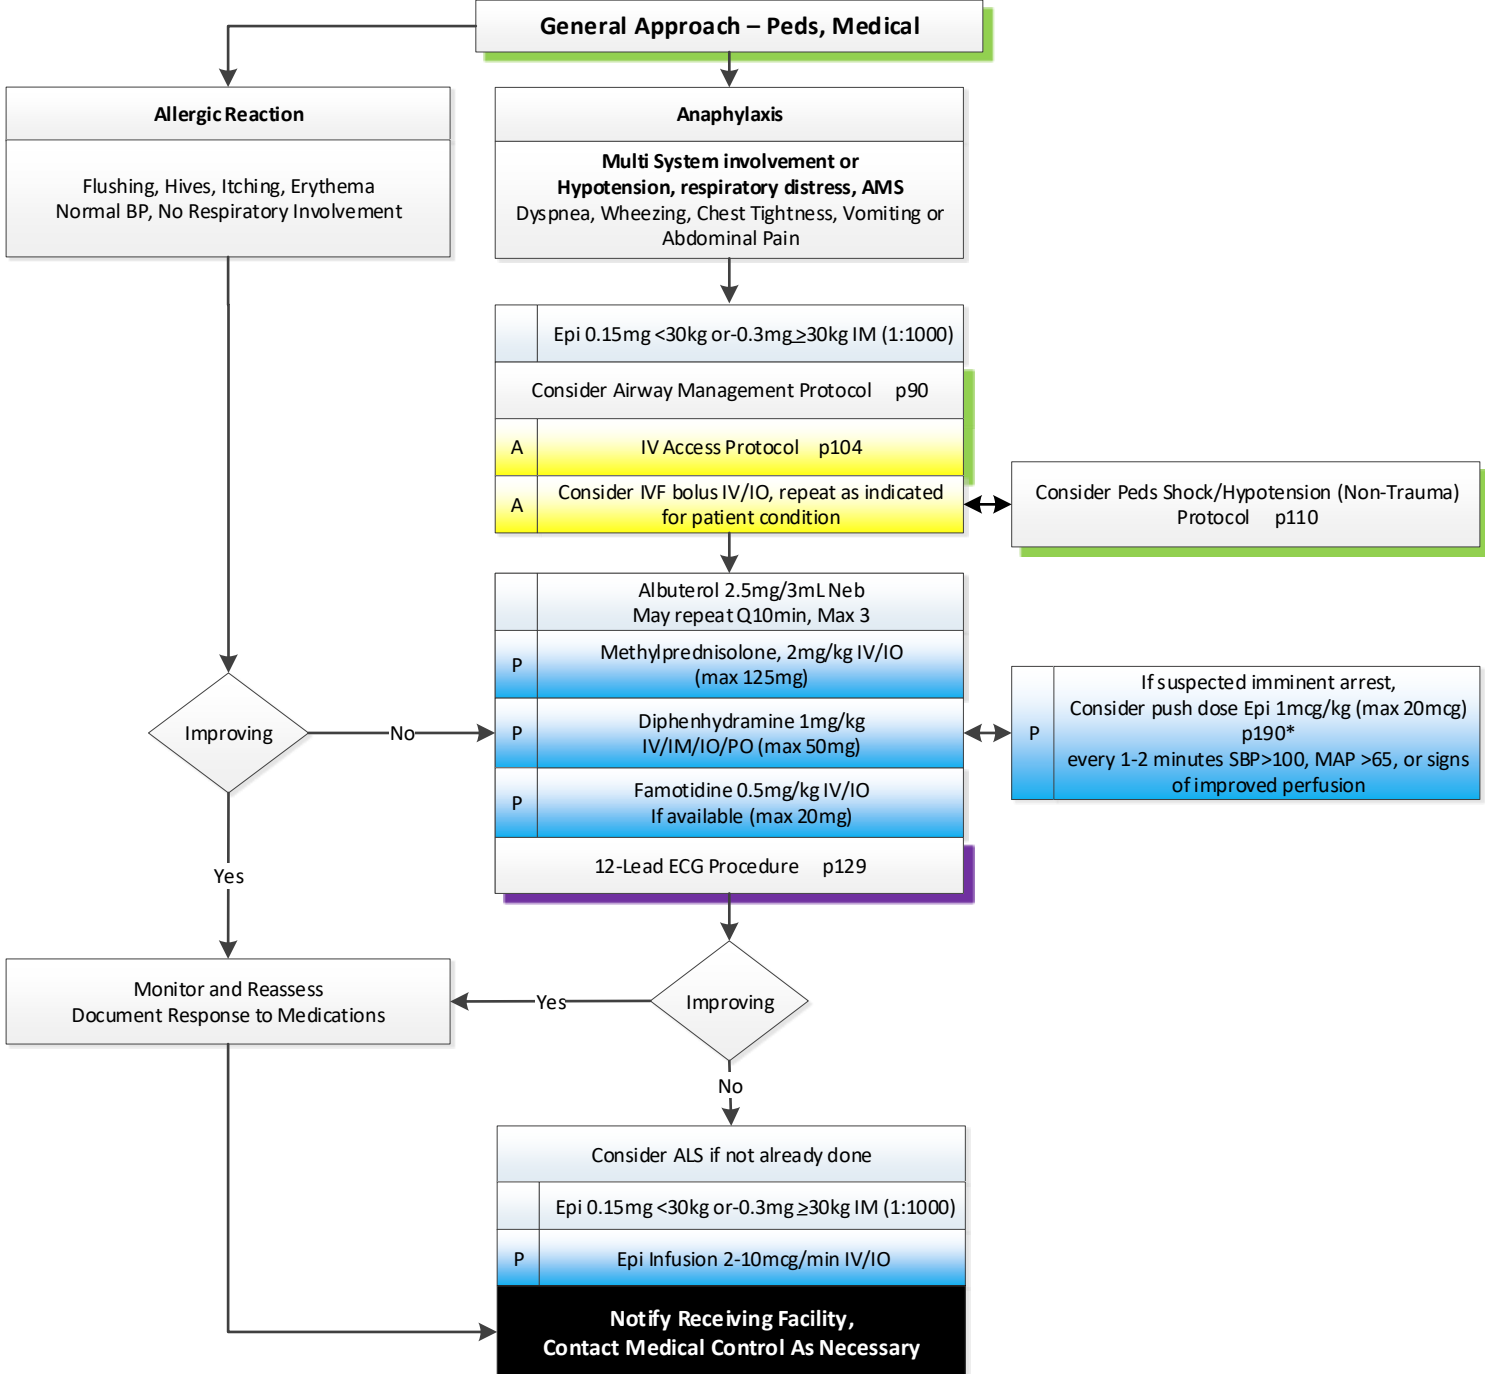 General Approach – Peds, Medical
Allergic Reaction
Flushing, Hives, Itching, Erythema
Normal BP, No Respiratory Involvement
Anaphylaxis
Multi System involvement or
Hypotension, respiratory distress, AMS
Dyspnea, Wheezing, Chest Tightness, Vomiting or
Abdominal Pain
Epi 0.15mg <30kg or-0.3mg ≥30kg IM (1:1000)
Consider Airway Management Protocol p90
A IV Access Protocol p104
A Consider IVF bolus IV/IO, repeat as indicated
for patient condition
Consider Peds Shock/Hypotension (Non-Trauma)
Protocol p110
Albuterol 2.5mg/3mL Neb
May repeat Q10min, Max 3
P Methylprednisolone, 2mg/kg IV/IO
(max 125mg)
P Diphenhydramine 1mg/kg
IV/IM/IO/PO (max 50mg)
P Famotidine 0.5mg/kg IV/IO
If available (max 20mg)
12-Lead ECG Procedure p129
P If suspected imminent arrest,
Consider push dose Epi 1mcg/kg (max 20mcg)
p190*
every 1-2 minutes SBP>100, MAP >65, or signs
of improved perfusion
Improving
No
Yes
Monitor and Reassess
Document Response to Medications
Improving
Yes
No
Consider ALS if not already done
Epi 0.15mg <30kg or-0.3mg ≥30kg IM (1:1000)
P Epi Infusion 2-10mcg/min IV/IO
Notify Receiving Facility,
Contact Medical Control As Necessary